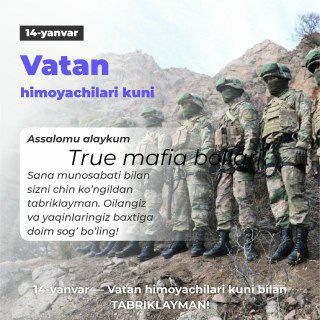 14-yanvar
Vatan
himoyachilari kuni
Assalomu alaykum
True mafia bollari
Sana munosabati bilan
sizni chin ko'ngildan
tabriklayman. Oilangiz
va yaqinlaringiz baxtiga
doim sog' bo'ling!
14-yanvar — Vatan himoyachilari kuni bilan
TABRIKLAYMAN!